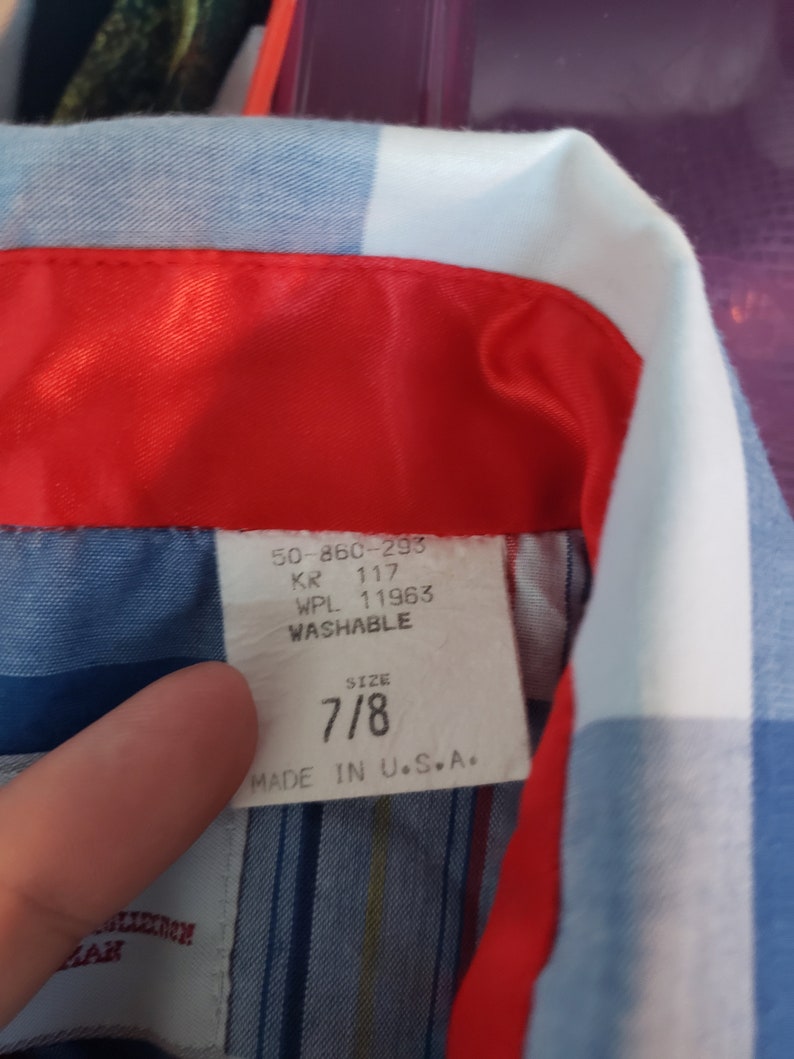 50-860-293
KR 117
WPL 11963
WASHABLE
SIZE
7/8
MADE IN U.S.A.